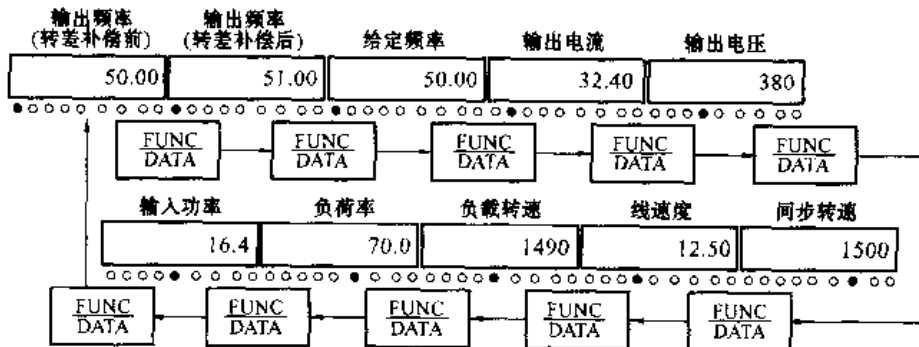 输出频率 输出频率
(转差补偿前) (转差补偿后) 给定频率 输出电流 输出电压
50.00 51.00 50.00 32.40 380
FUNC FUNC FUNC FUNC FUNC
DATA DATA DATA DATA DATA
输入功率 负荷率 负载转速 线速度 同步转速
16.4 70.0 1490 12.50 1500
FUNC FUNC FUNC FUNC FUNC
DATA DATA DATA DATA DATA